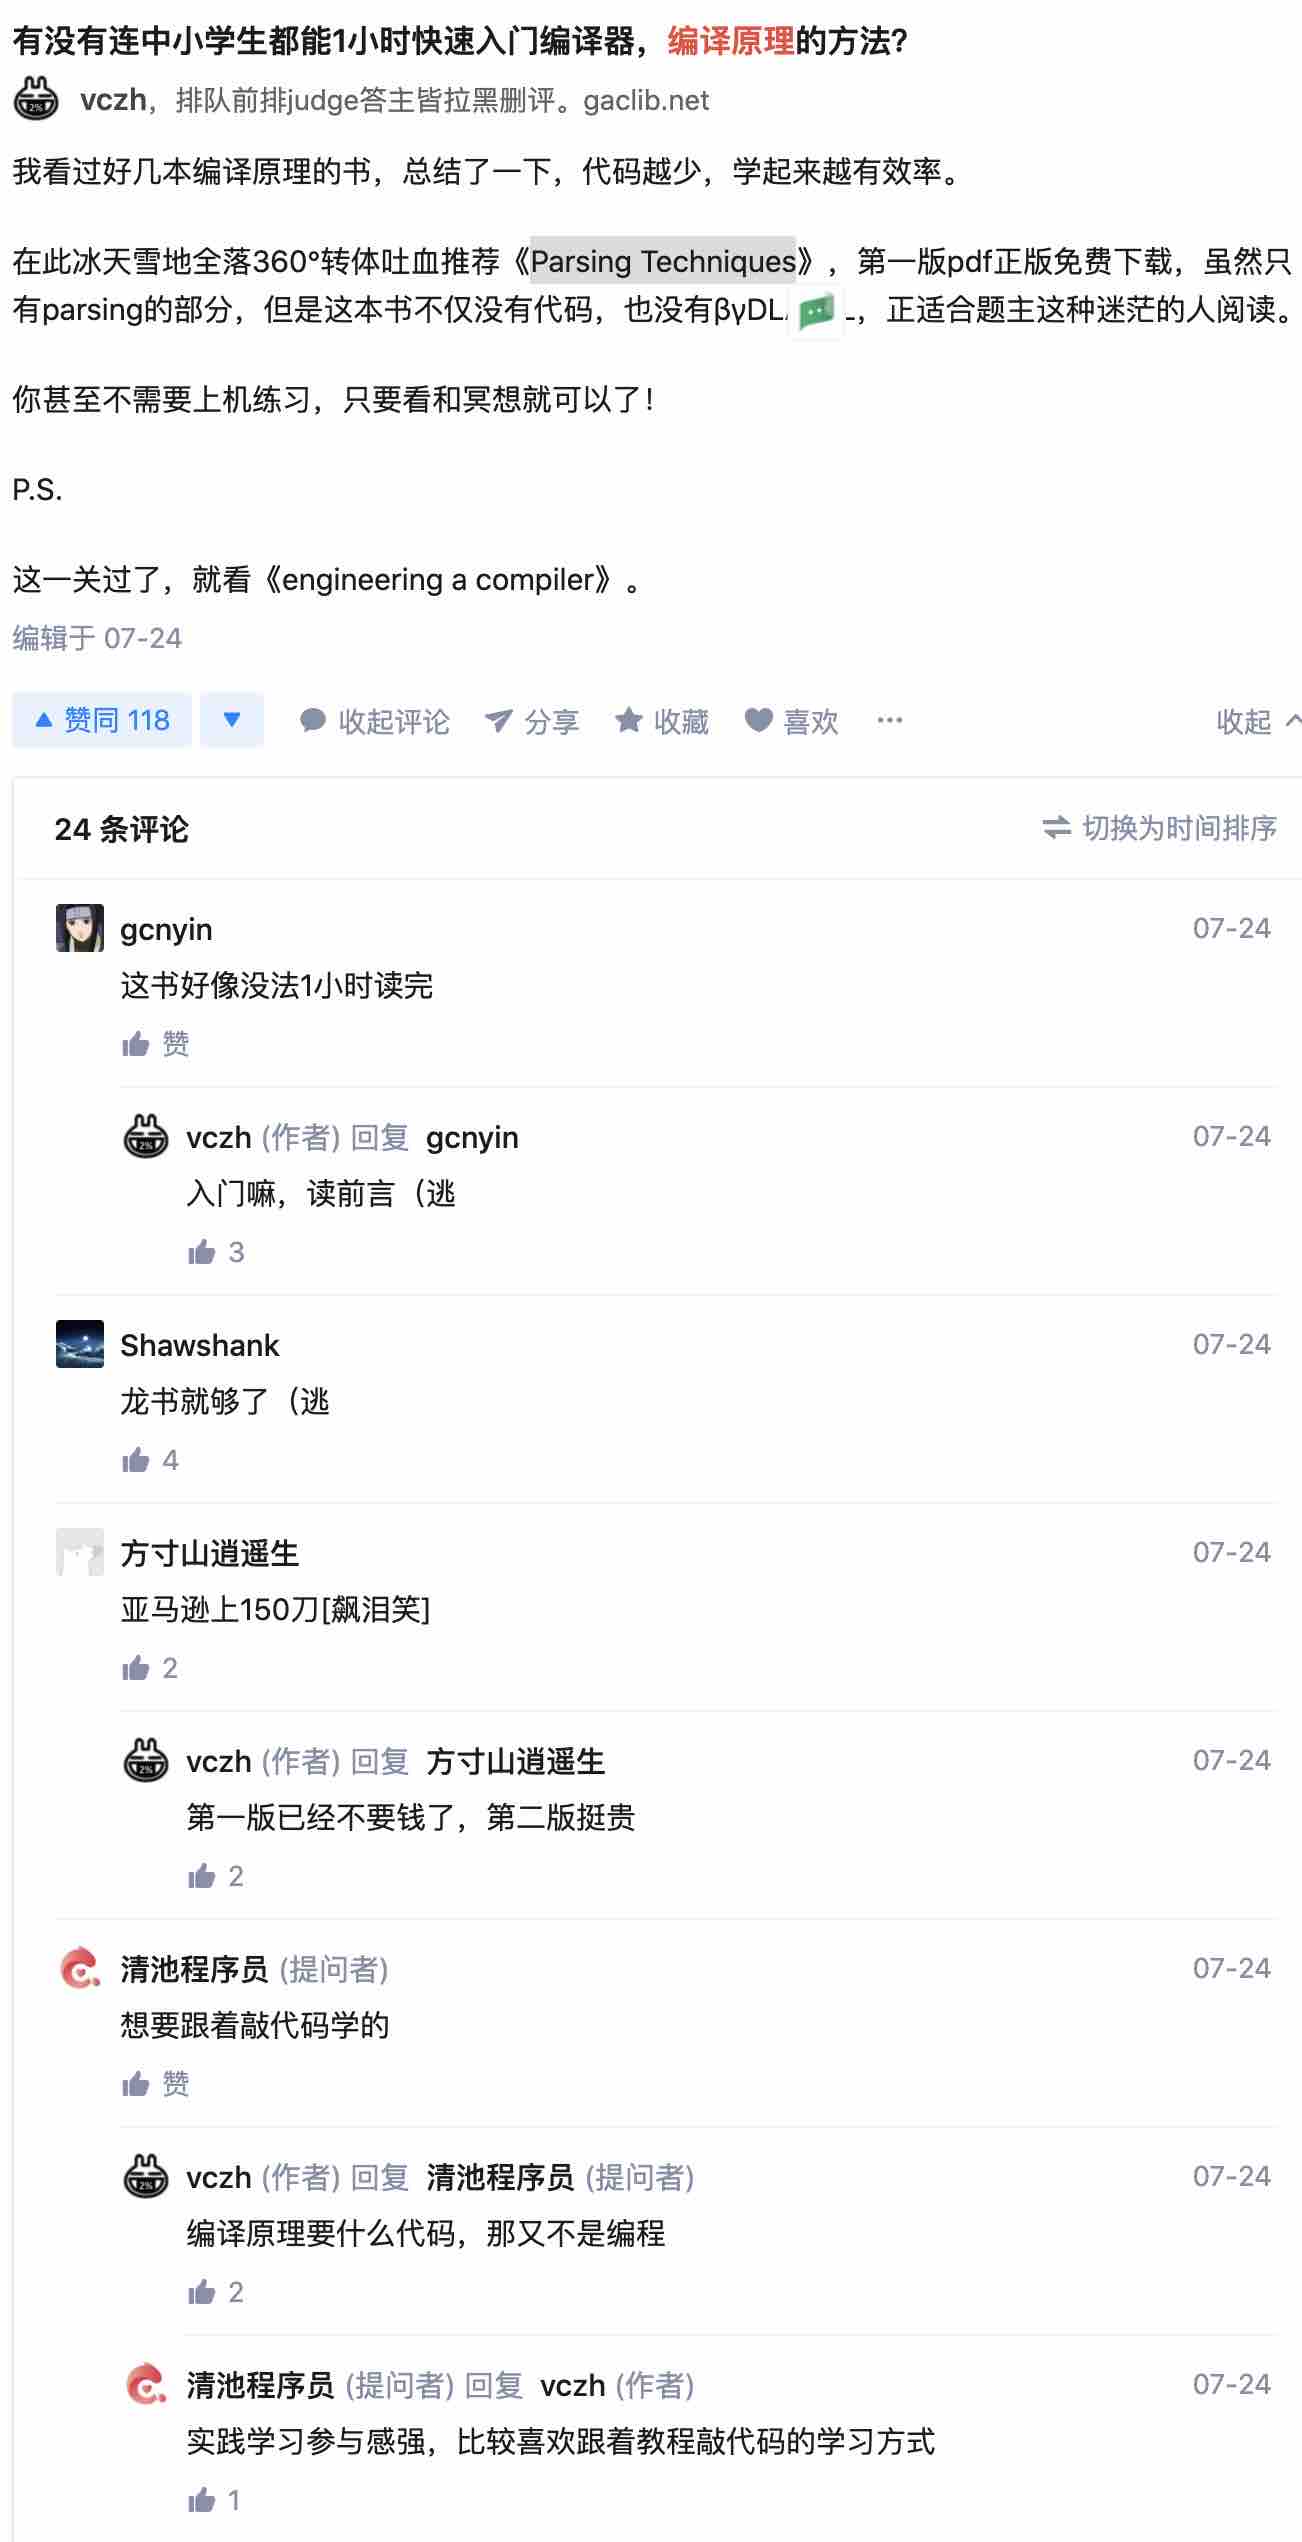 有没有连中小学生都能1小时快速入门编译器，编译原理的方法？
vczh，排队前排judge答主皆拉黑删评。gaclib.net
我看过好几本编译原理的书，总结了一下，代码越少，学起来越有效率。
在此冰天雪地全落360°转体吐血推荐《Parsing Techniques》，第一版pdf正版免费下载，虽然只
有parsing的部分，但是这本书不仅没有代码，也没有βγDL，正适合题主这种迷茫的人阅读。
你甚至不需要上机练习，只要看和冥想就可以了！
P.S.
这一关过了，就看《engineering a compiler》。
编辑于 07-24
赞同 118 收起评论 分享 收藏 喜欢 ··· 收起
24 条评论 切换为时间排序
gcnyin 07-24
这书好像没法1小时读完
赞
vczh (作者) 回复 gcnyin 07-24
入门嘛，读前言（逃
3
Shawshank 07-24
龙书就够了（逃
4
方寸山逍遥生 07-24
亚马逊上150刀[飙泪笑]
2
vczh (作者) 回复 方寸山逍遥生 07-24
第一版已经不要钱了，第二版挺贵
2
清池程序员 (提问者) 07-24
想要跟着敲代码学的
赞
vczh (作者) 回复 清池程序员 (提问者) 07-24
编译原理要什么代码，那又不是编程
2
清池程序员 (提问者) 回复 vczh (作者) 07-24
实践学习参与感强，比较喜欢跟着教程敲代码的学习方式
1